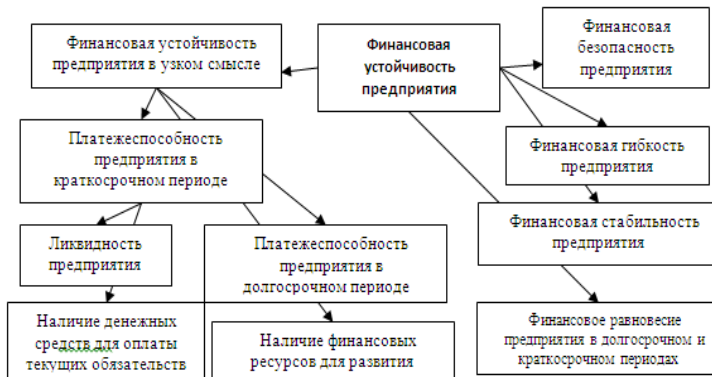 Финансовая устойчивость
предприятия в узком смысле
Финансовая
устойчивость
предприятия
Финансовая
безопасность
предприятия
Платежеспособность
предприятия в
краткосрочном периоде
Финансовая гибкость
предприятия
Ликвидность
предприятия
Платежеспособность
предприятия в
долгосрочном периоде
Финансовая стабильность
предприятия
Наличие денежных
средств для оплаты
текущих обязательств
Наличие финансовых
ресурсов для развития
Финансовое равновесие
предприятия в долгосрочном и
краткосрочном периодах